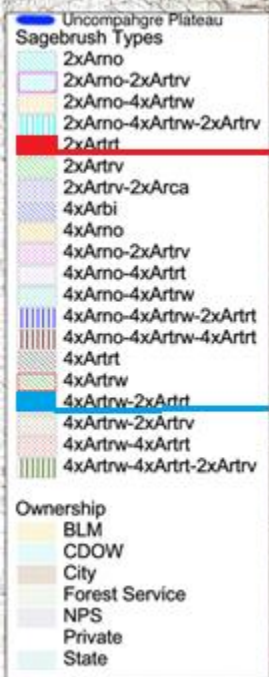 Uncompahgre Plateau
Sagebrush Types
2xArno
2xArno-2xArtrv
2xArno-4xArtrw
2xArno-4xArtrw-2xArtrv
2xArtrt
2xArtrv
2xArtrv-2xArca
4xArbi
4xArno
4xArno-2xArtrv
4xArno-4xArtrt
4xArno-4xArtrw
4xArno-4xArtrw-2xArtrt
4xArno-4xArtrw-4xArtrt
4xArtrt
4xArtrw
4xArtrw-2xArtrt
4xArtrw-2xArtrv
4xArtrw-4xArtrt
4xArtrw-4xArtrt-2xArtrv
Ownership
BLM
CDOW
City
Forest Service
NPS
Private
State